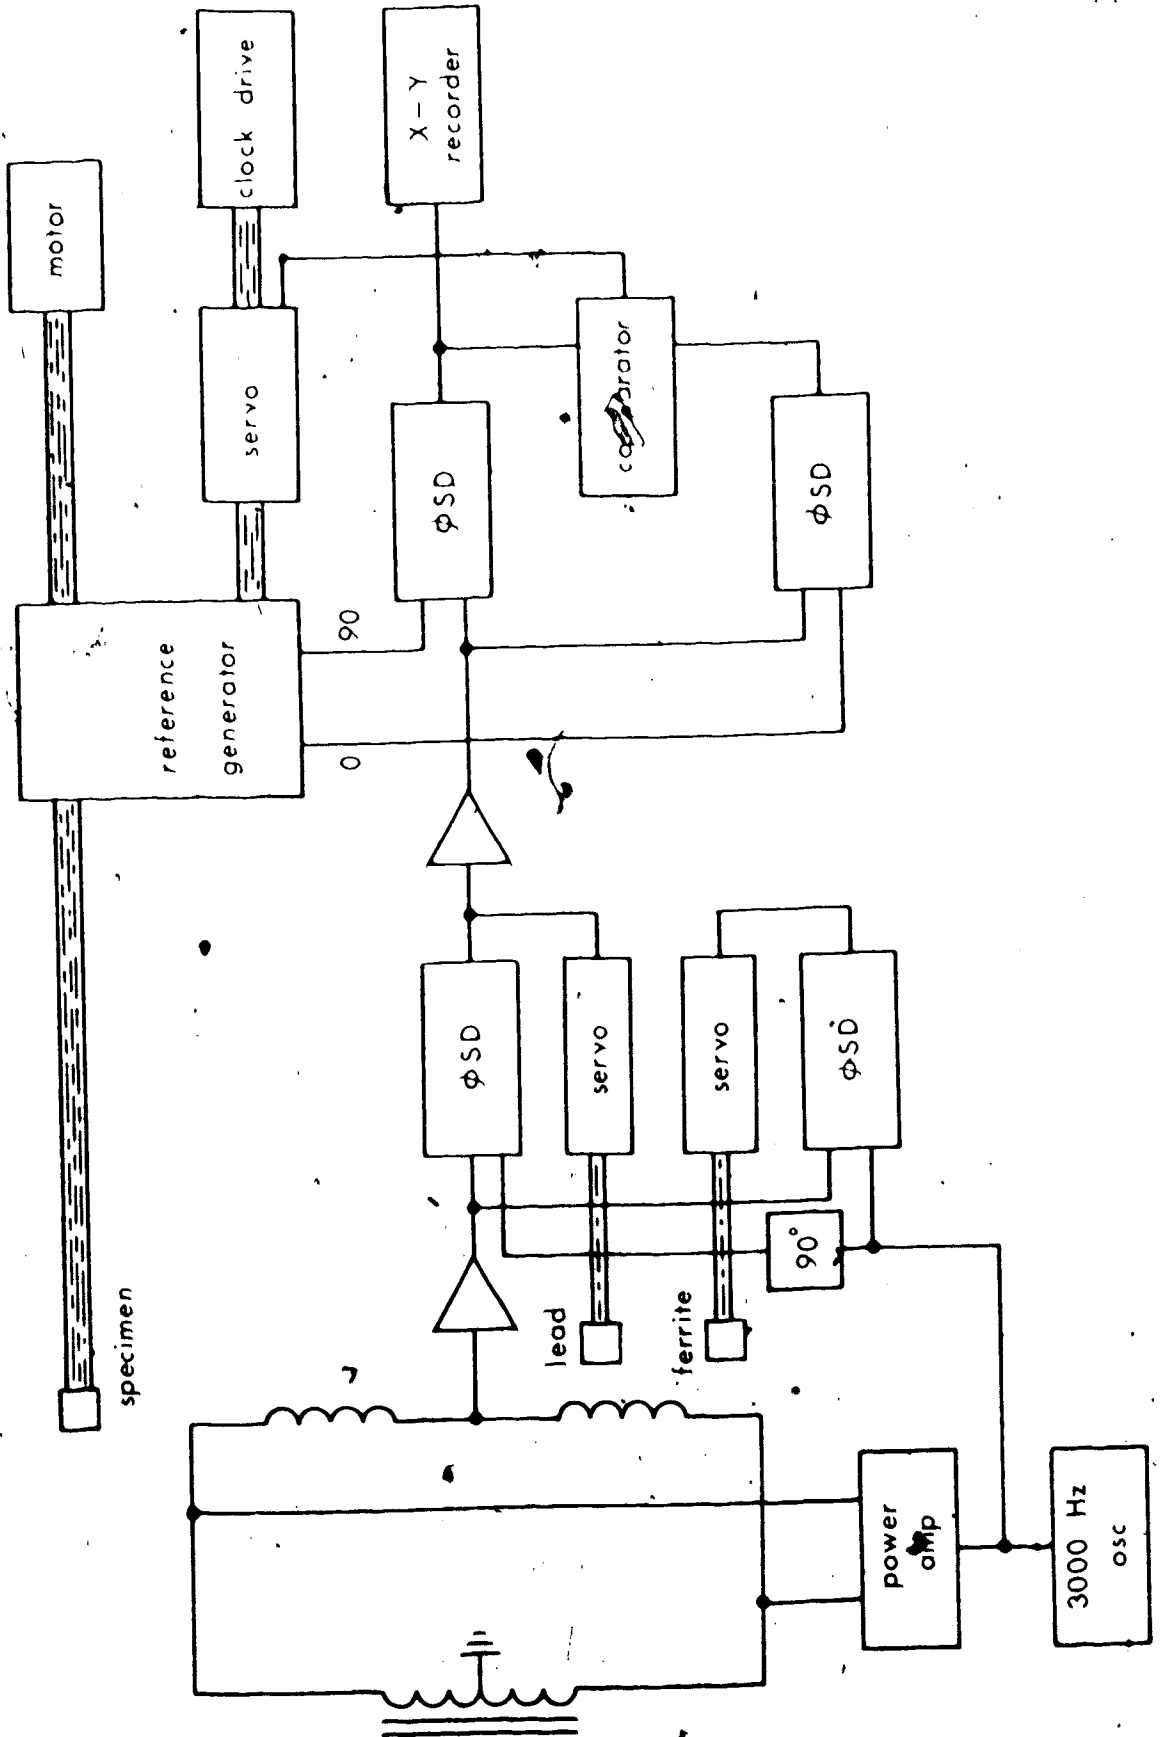 motor
clock drive
X-Y
recorder
servo
reference
generator
90
0
ϕSD
ϕSD
specimen
ϕSD
servo
servo
ϕSD
lead
ferrite
90°
power
amp
3000 Hz
osc